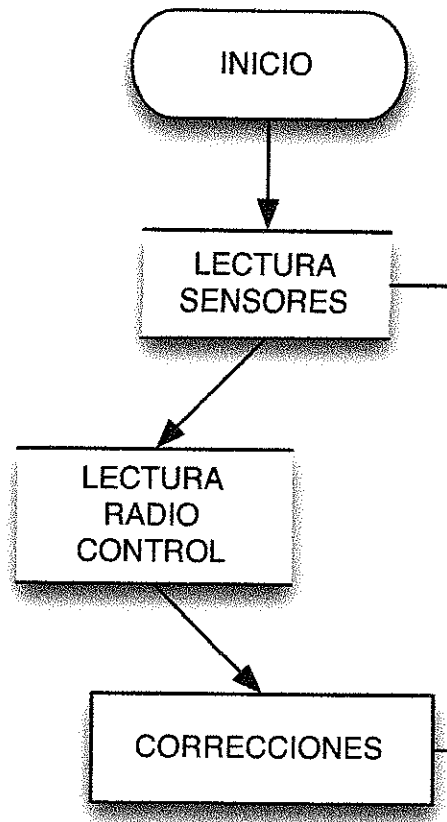 INICIO
LECTURA
SENSORES
LECTURA
RADIO
CONTROL
CORRECCIONES